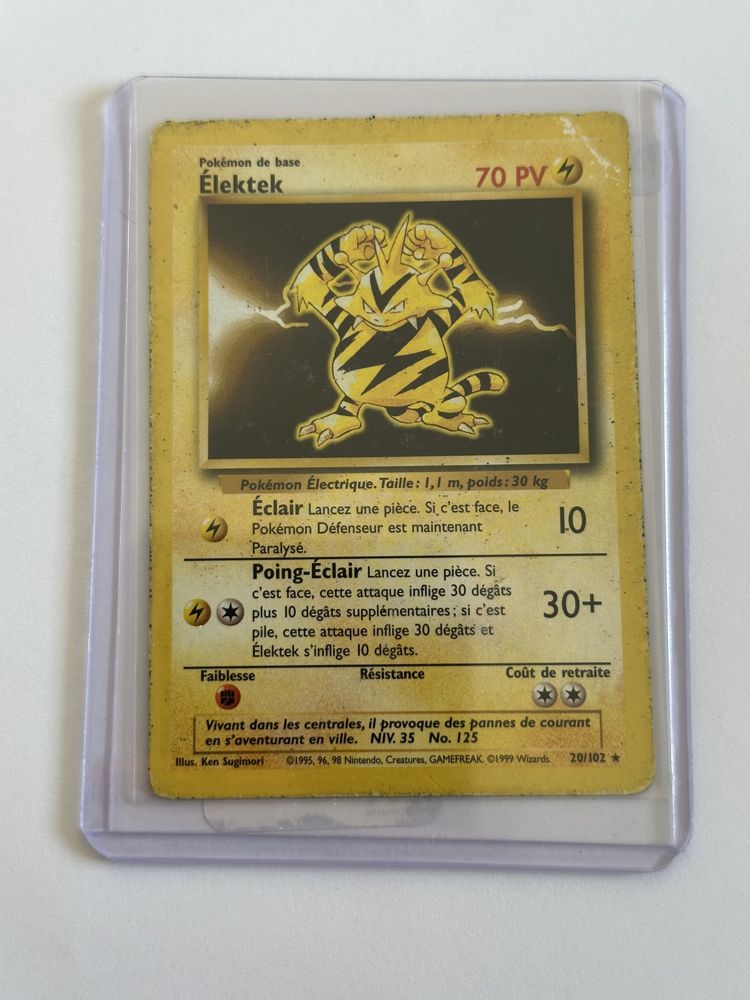 Pokémon de base
Élektek
70 PV
Pokémon Électrique. Taille: 1,1 m, poids: 30 kg
Éclair Lancez une pièce. Si c'est face, le
Pokémon Défenseur est maintenant
Paralysé.
10
Poing-Éclair Lancez une pièce. Si
c'est face, cette attaque inflige 30 dégâts
plus 10 dégâts supplémentaires; si c'est
pile, cette attaque inflige 30 dégâts et
Élektek s'inflige 10 dégâts.
30+
Faiblesse Résistance Coût de retraite
Vivant dans les centrales, il provoque des pannes de courant
en s'aventurant en ville. NIV. 35 No. 125
Illus. Ken Sugimori ©1995, 96, 98 Nintendo, Creatures, GAMEFREAK. ©1999 Wizards. 20/102 ★